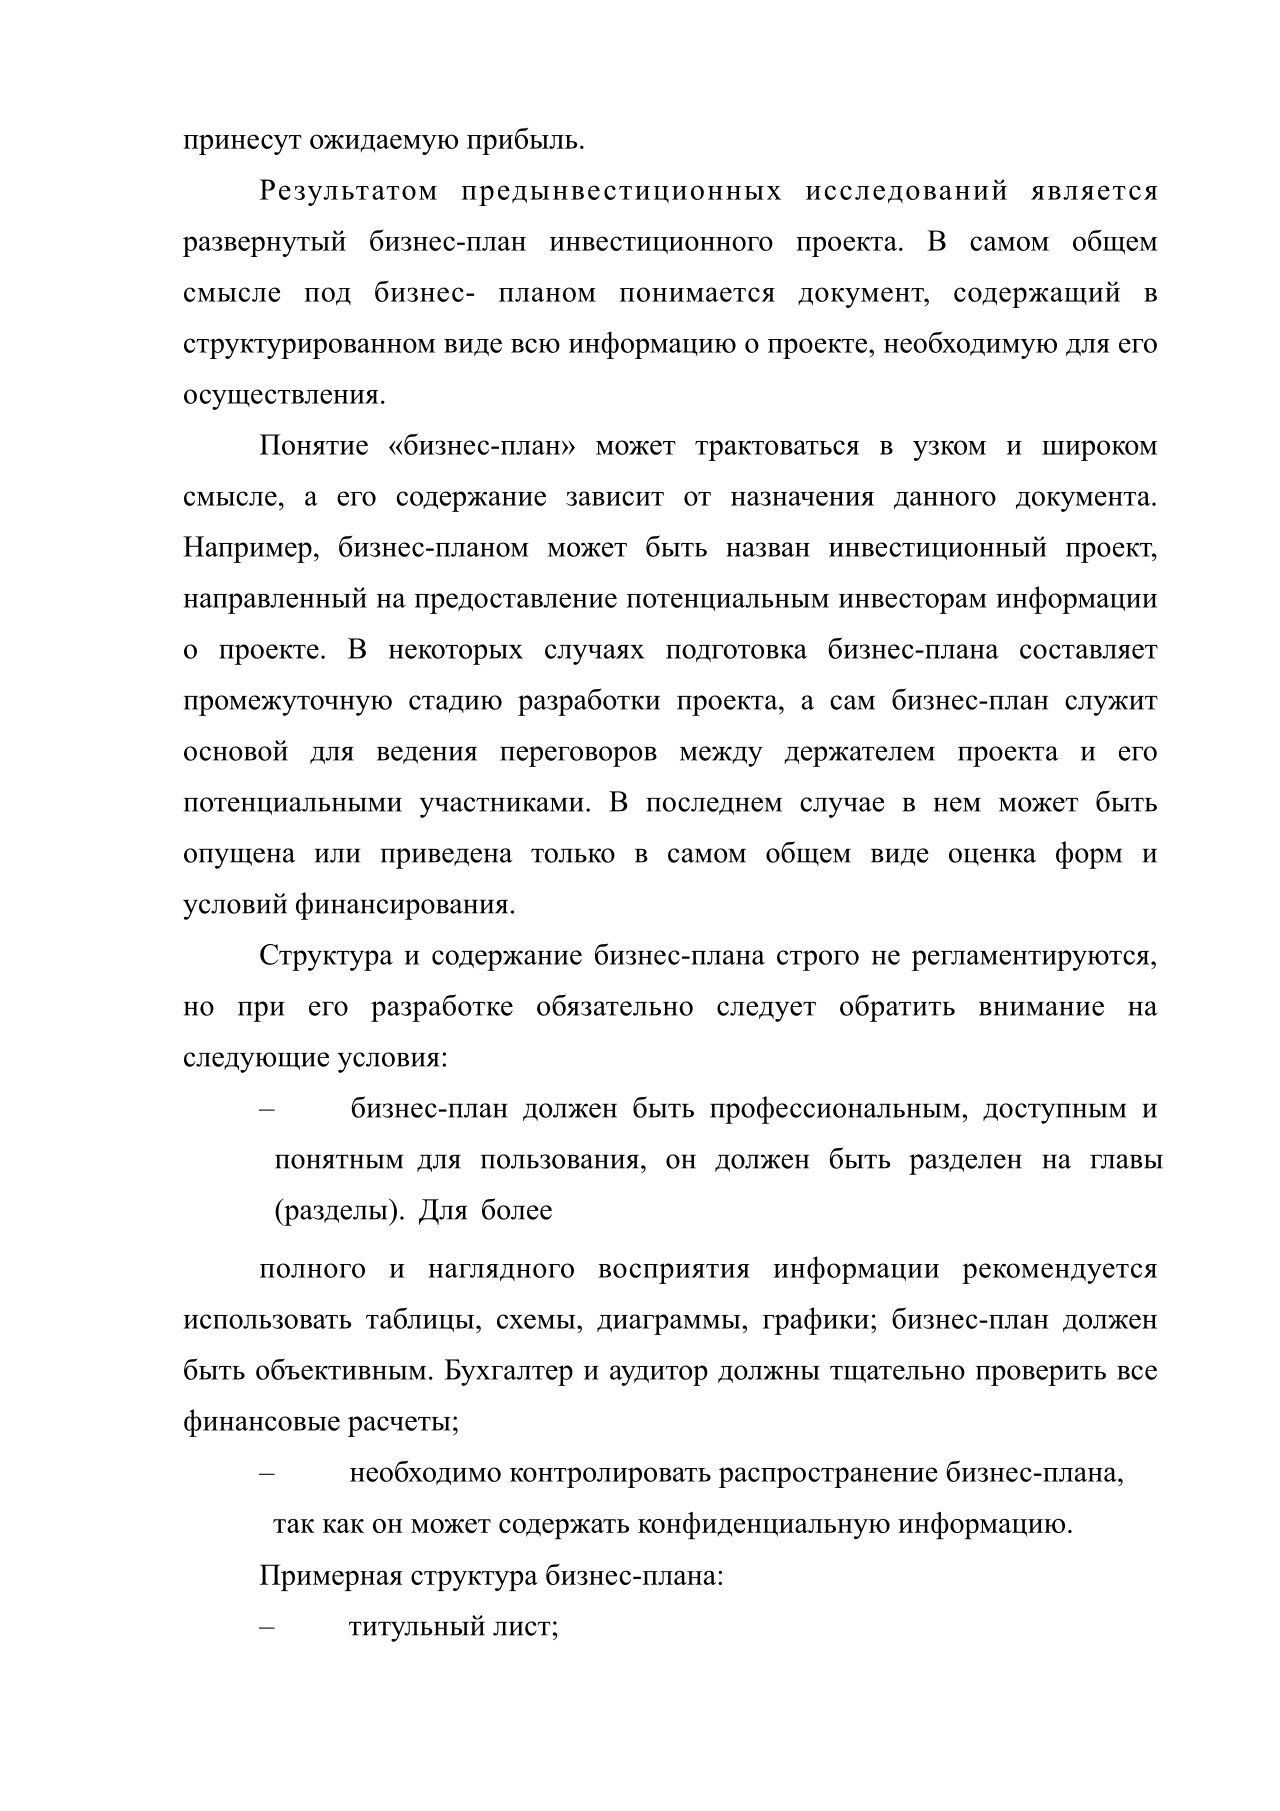 принесут ожидаемую прибыль.
Результатом предынвестиционных исследований является
развернутый бизнес-план инвестиционного проекта. В самом общем
смысле под бизнес- планом понимается документ, содержащий в
структурированном виде всю информацию о проекте, необходимую для его
осуществления.
Понятие «бизнес-план» может трактоваться в узком и широком
смысле, а его содержание зависит от назначения данного документа.
Например, бизнес-планом может быть назван инвестиционный проект,
направленный на предоставление потенциальным инвесторам информации
о проекте. В некоторых случаях подготовка бизнес-плана составляет
промежуточную стадию разработки проекта, а сам бизнес-план служит
основой для ведения переговоров между держателем проекта и его
потенциальными участниками. В последнем случае в нем может быть
опущена или приведена только в самом общем виде оценка форм и
условий финансирования.
Структура и содержание бизнес-плана строго не регламентируются,
но при его разработке обязательно следует обратить внимание на
следующие условия:
– бизнес-план должен быть профессиональным, доступным и
понятным для пользования, он должен быть разделен на главы
(разделы). Для более
полного и наглядного восприятия информации рекомендуется
использовать таблицы, схемы, диаграммы, графики; бизнес-план должен
быть объективным. Бухгалтер и аудитор должны тщательно проверить все
финансовые расчеты;
– необходимо контролировать распространение бизнес-плана,
так как он может содержать конфиденциальную информацию.
Примерная структура бизнес-плана:
– титульный лист;